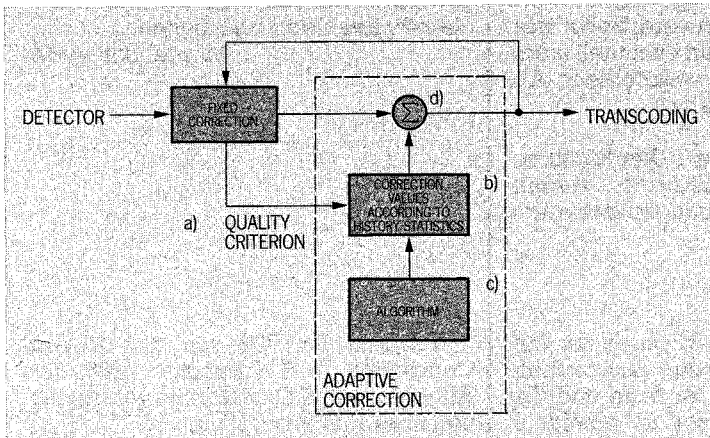 FIXED
CORRECTION
DETECTOR
Σ
d)
TRANSCODING
a)
QUALITY
CRITERION
CORRECTION
VALUES
ACCORDING TO
HISTORY STATISTICS
b)
ALGORITHM
c)
ADAPTIVE
CORRECTION